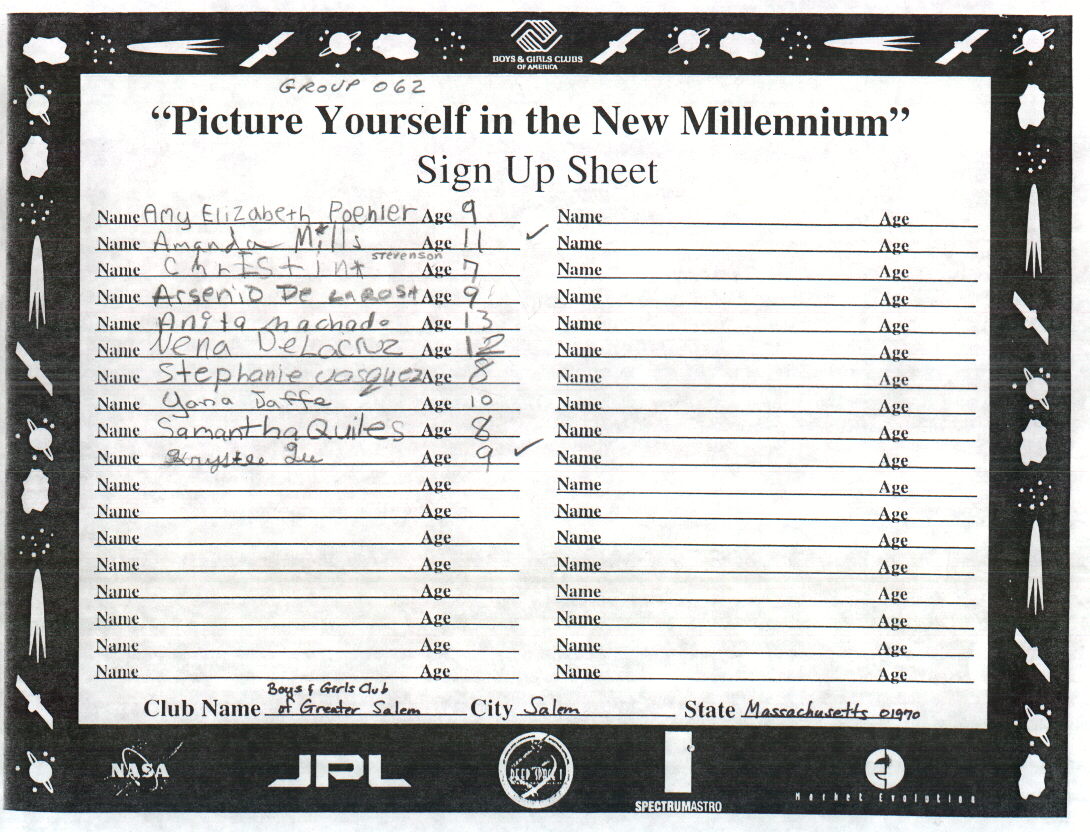 BOYS & GIRLS CLUBS
OF AMERICA
GROUP 062
"Picture Yourself in the New Millennium"
Sign Up Sheet
Name Amy Elizabeth Poehler Age 9 Name Age
Name Amanda Mills Age 11 ✓ Name Age
Name Christine stevenson Age 7 Name Age
Name Arsenio De LaROSA Age 9 Name Age
Name Anita machado Age 13 Name Age
Name Nena DeLacruz Age 12 Name Age
Name Stephanie vasquez Age 8 Name Age
Name Yana Jaffe Age 10 Name Age
Name Samantha Quiles Age 8 Name Age
Name Age 9 ✓ Name Age
Name Age Name Age
Name Age Name Age
Name Age Name Age
Name Age Name Age
Name Age Name Age
Name Age Name Age
Name Age Name Age
Name Age Name Age
Boys & Girls Club
Club Name of Greater Salem City Salem State Massachusetts 01970
NASA JPL DEEP SPACE 1 SPECTRUMASTRO Market Evolution